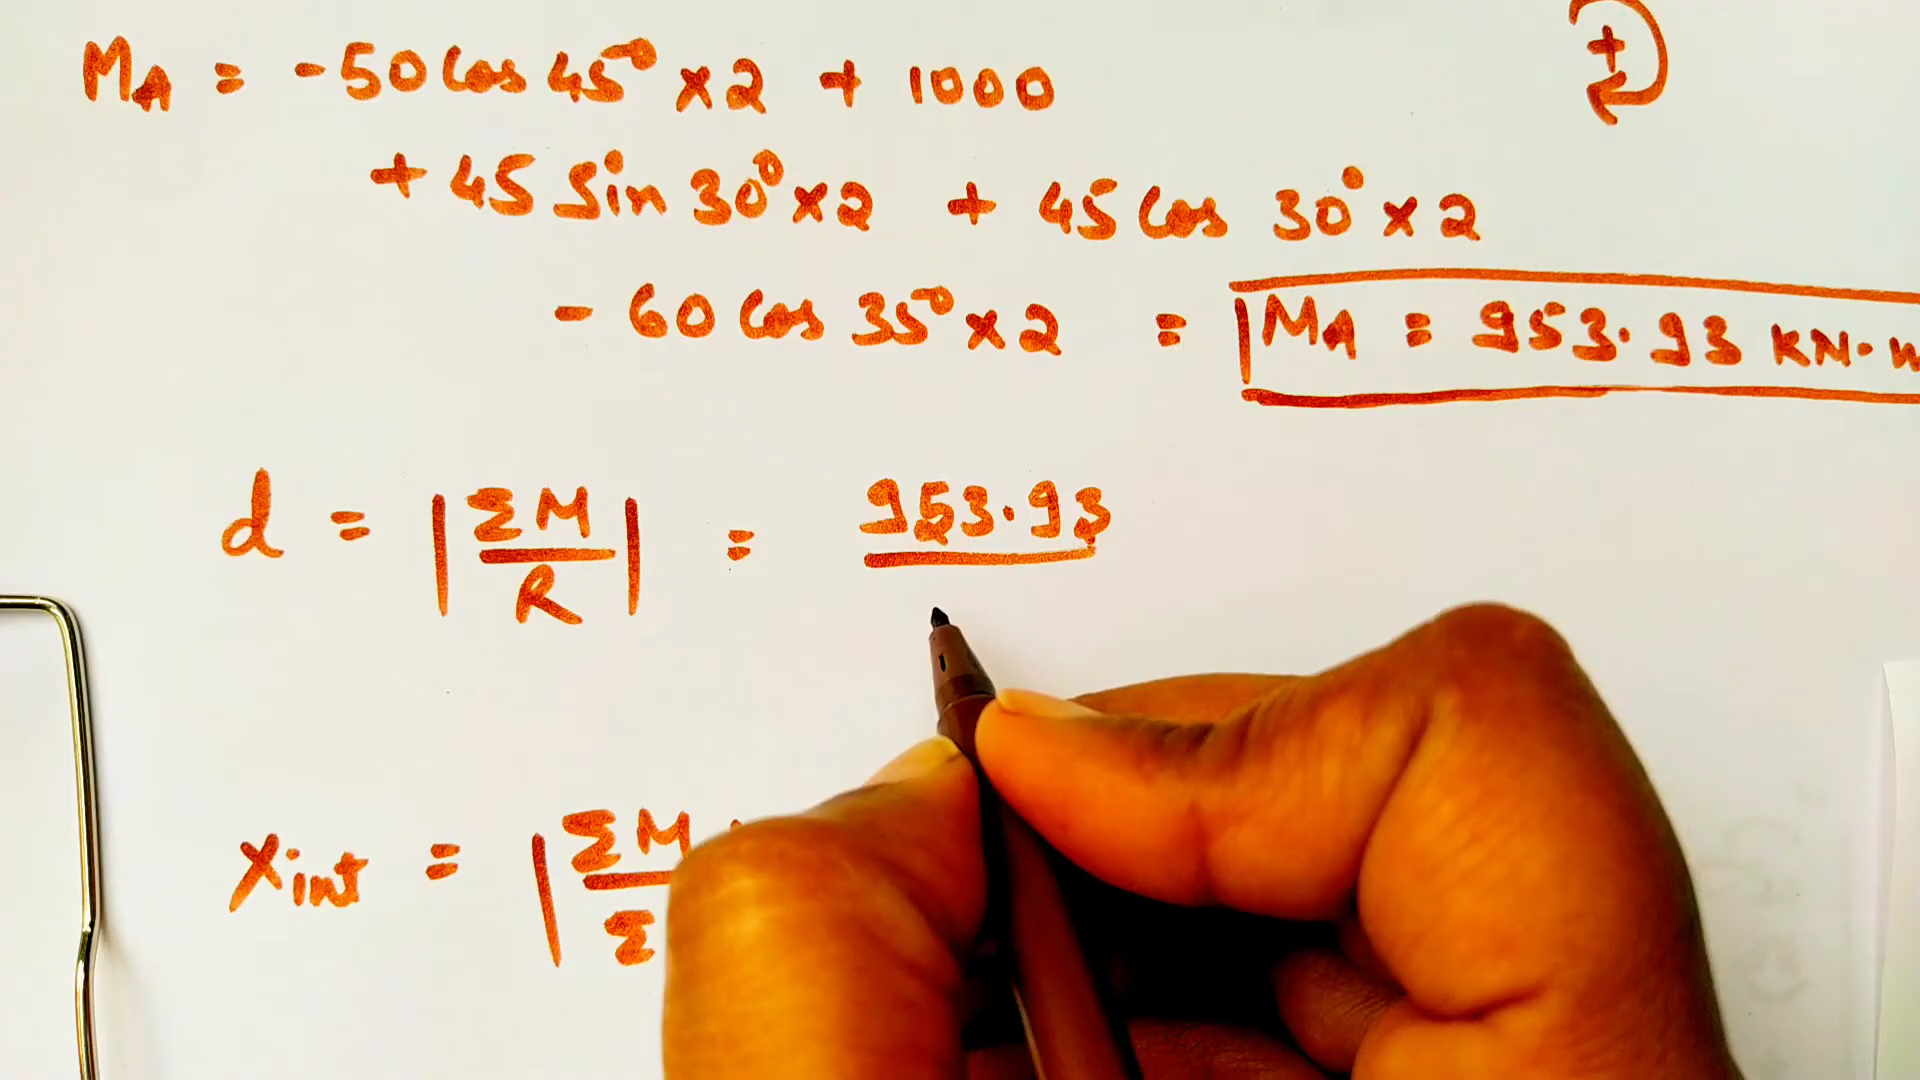 +
MA = -50 cos 45° × 2 + 1000
+ 45 Sin 30° × 2 + 45 cos 30° × 2
- 60 cos 35° × 2 = MA = 953.93 KN.m
d = |ΣM/R| = 953.93
xint = |ΣM/Σ